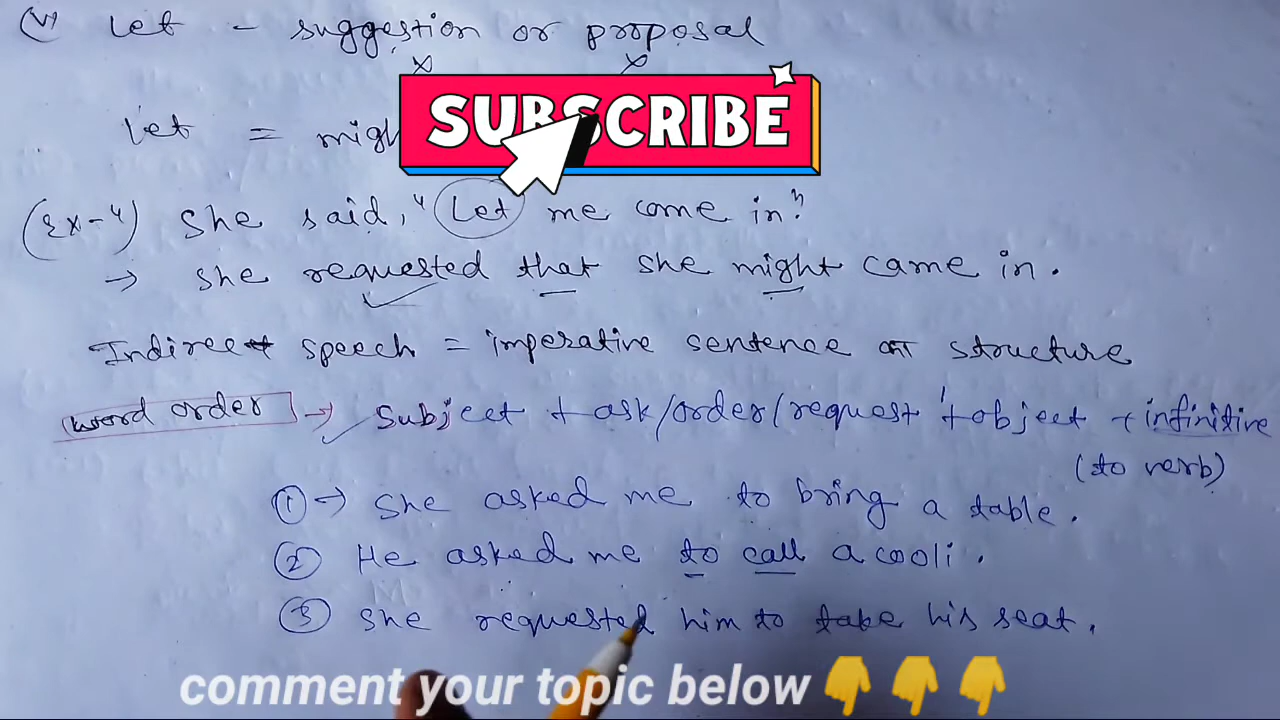 (v) Let - suggestion or proposal
x x
SUBSCRIBE
Let =
(Ex-4) She said, "Let me come in"
→ She requested that she might came in.
Indirect speech = imperative sentence এর structure
word order → Subject + ask/order/request + object + infinitive
(to verb)
① → She asked me to bring a table.
② He asked me to call a cooli.
③ She requested him to take his seat.
comment your topic below 👇 👇 👇